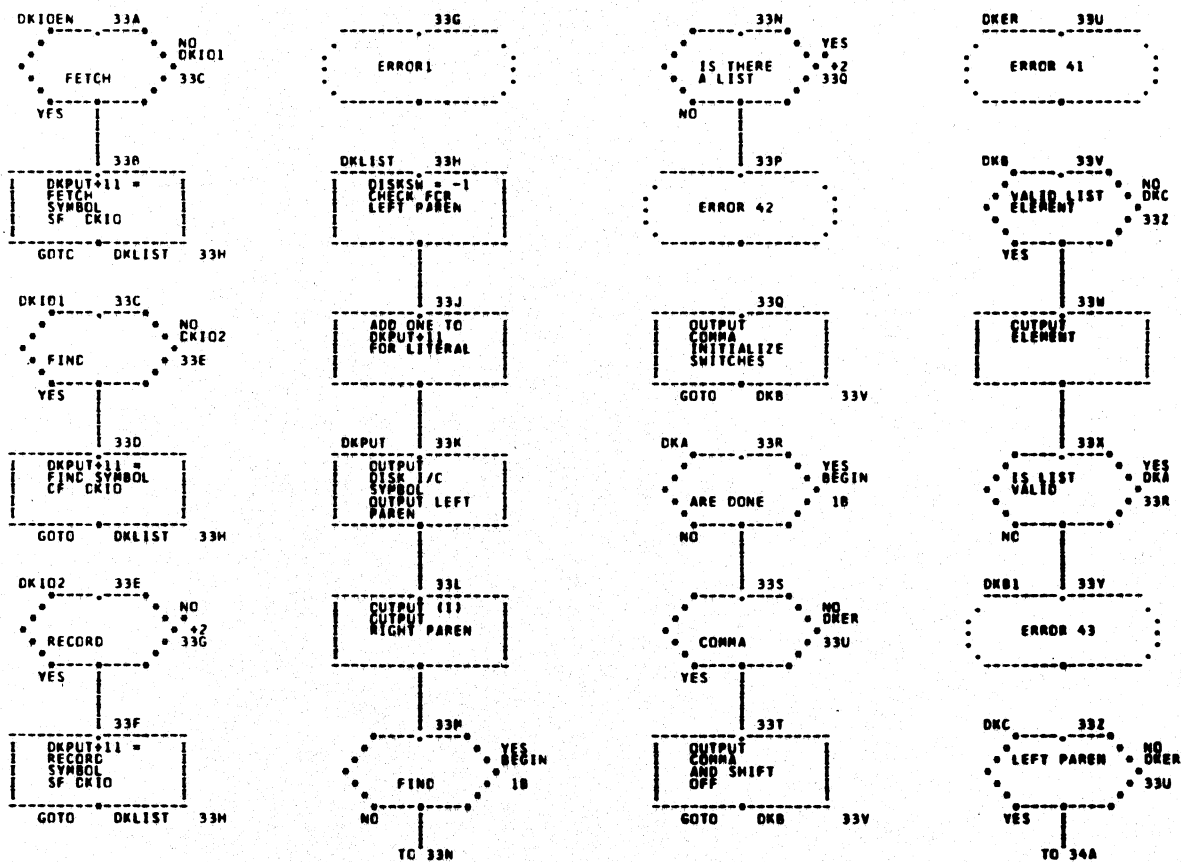 DKIOEN 33A
NO
DKIO1
FETCH 33C
YES
33B
DKPUT+11 =
FETCH
SYMBOL
SF CKIO
GOTC DKLIST 33H
DKIO1 33C
NO
CKIO2
FIND 33E
YES
33D
DKPUT+11 =
FIND SYMBOL
CF CKIO
GOTO DKLIST 33H
DKIO2 33E
NO
+2
RECORD 33G
YES
33F
DKPUT+11 =
RECORD
SYMBOL
SF CKIO
GOTO DKLIST 33H
33G
ERROR1
DKLIST 33H
DISKSW = -1
CHECK FCR
LEFT PAREN
33J
ADD ONE TO
DKPUT+11
FOR LITERAL
DKPUT 33K
OUTPUT
DISK I/C
SYMBOL
OUTPUT LEFT
PAREN
33L
CUTPUT (I)
OUTPUT
RIGHT PAREN
33M
YES
BEGIN
FIND 1B
NO
TO 33N
33N
YES
+2
IS THERE
A LIST 33Q
NO
33P
ERROR 42
33Q
OUTPUT
COMMA
INITIALIZE
SWITCHES
GOTO DKB 33V
DKA 33R
YES
BEGIN
ARE DONE 1B
NO
33S
NO
DKER
COMMA 33U
YES
33T
OUTPUT
COMMA
AND SHIFT
OFF
GOTO DKB 33V
DKER 33U
ERROR 41
DKB 33V
NO
DKC
VALID LIST
ELEMENT 33Z
YES
33W
CUTPUT
ELEMENT
33X
YES
DKA
IS LIST
VALID 33R
NC
DKB1 33Y
ERROR 43
DKC 33Z
NO
DKER
LEFT PAREN
33U
YES
TO 34A